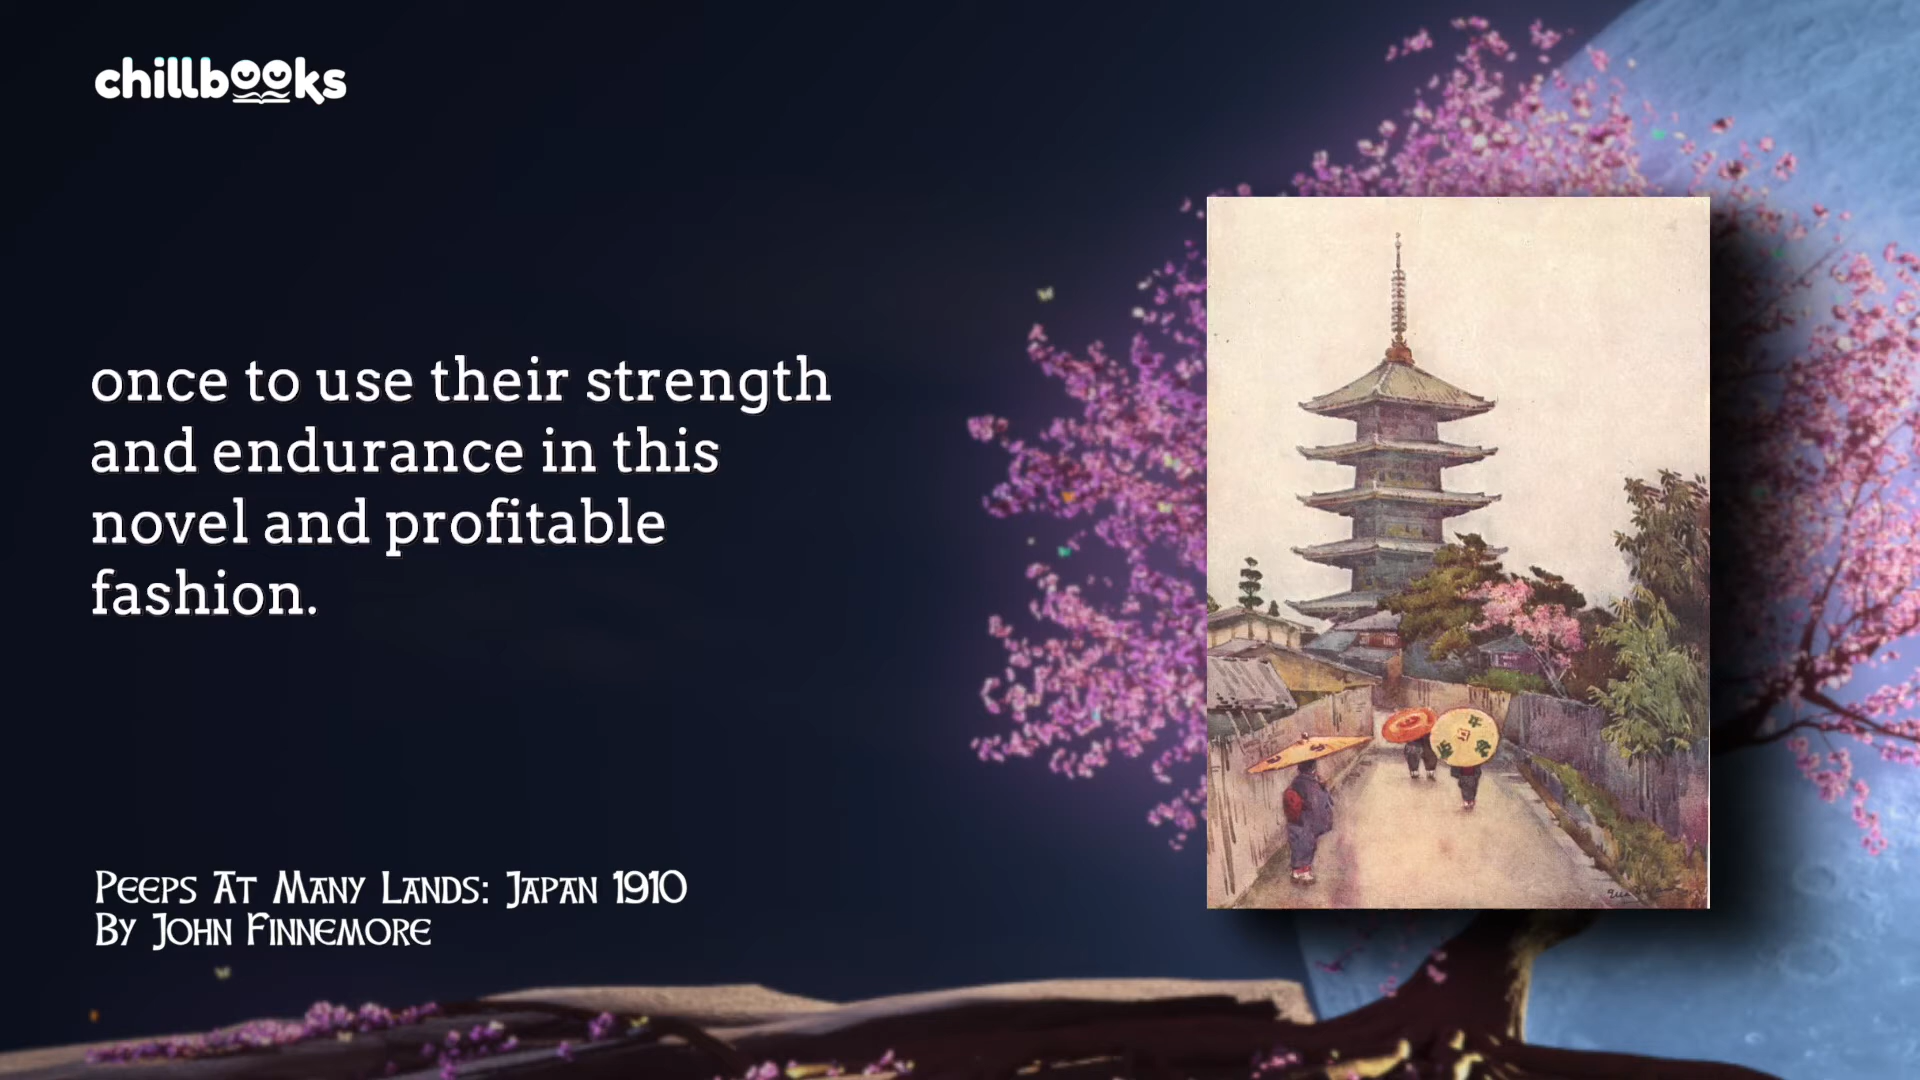 chillbooks
once to use their strength
and endurance in this
novel and profitable
fashion.
Peeps At Many Lands: Japan 1910
By John Finnemore